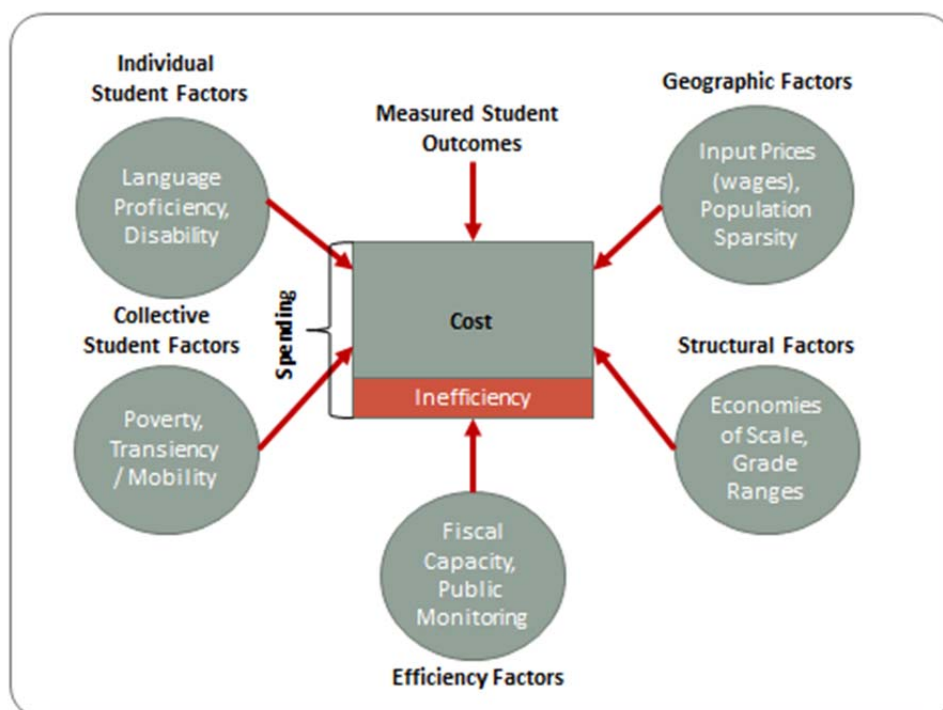 Individual
Student Factors
Language
Proficiency,
Disability
Measured Student
Outcomes
Geographic Factors
Input Prices
(wages),
Population
Sparsity
Spending
Cost
Inefficiency
Collective
Student Factors
Poverty,
Transiency
/ Mobility
Structural Factors
Economies
of Scale,
Grade
Ranges
Fiscal
Capacity,
Public
Monitoring
Efficiency Factors